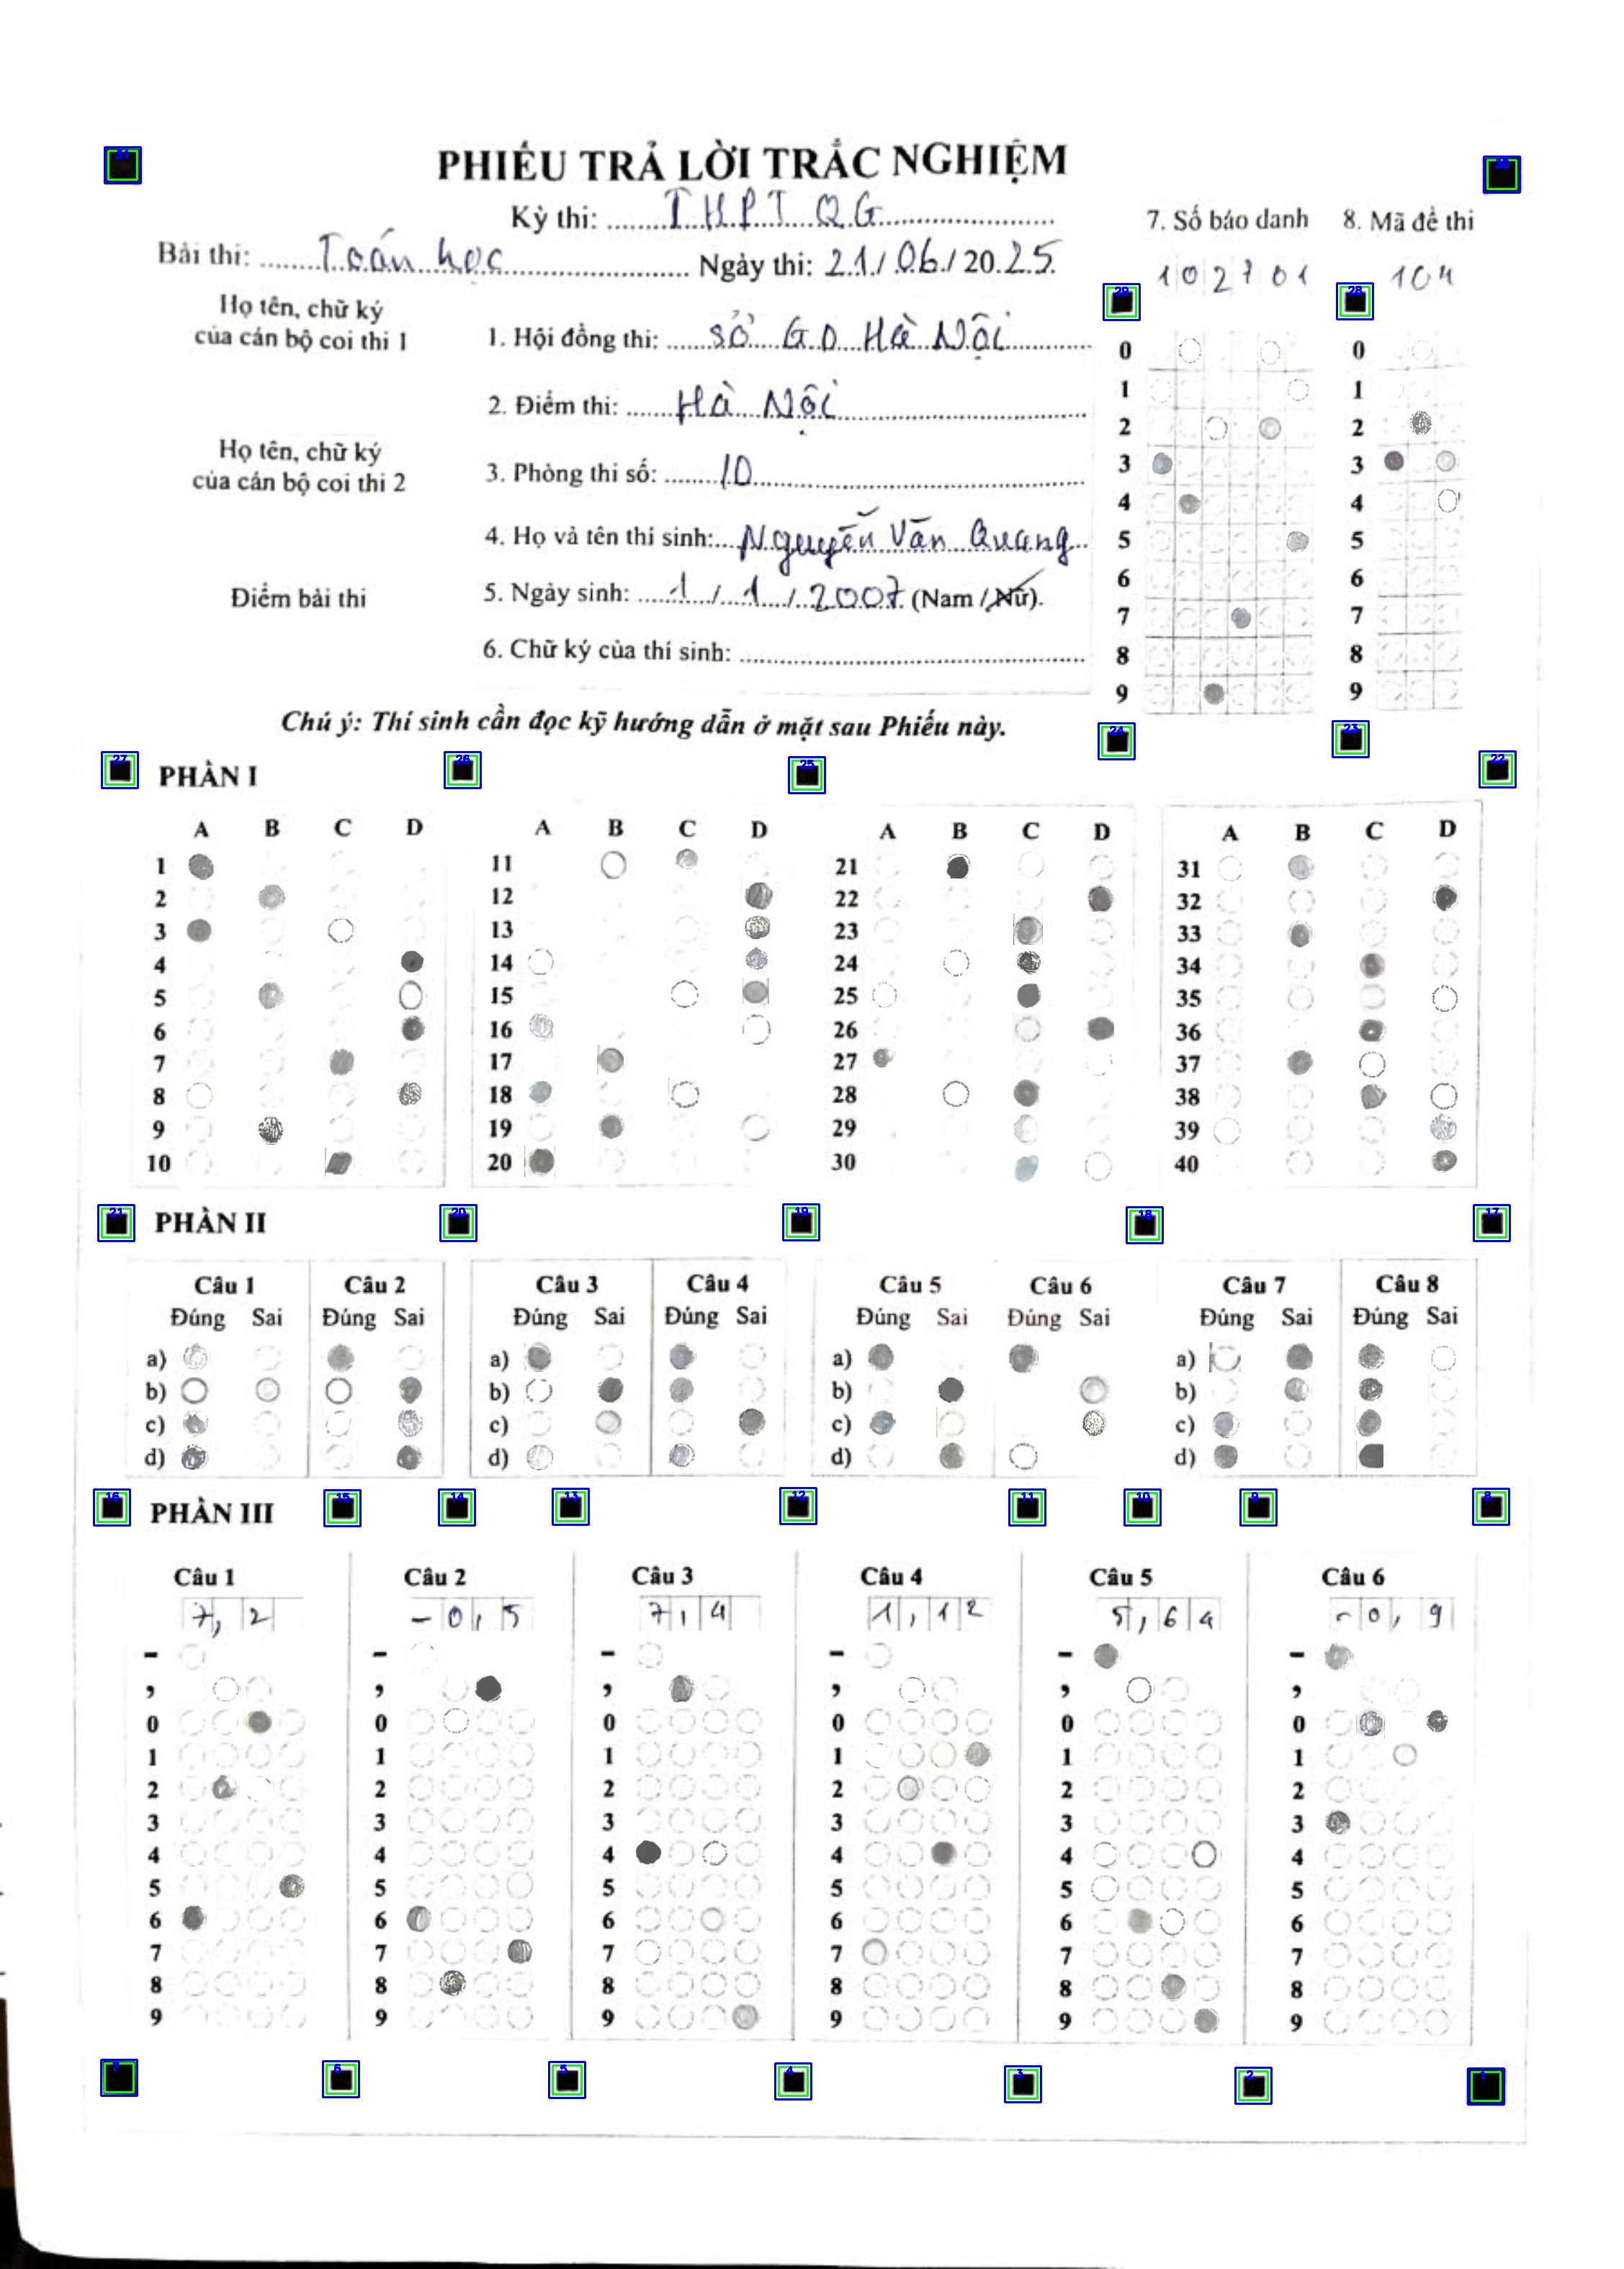 PHIẾU TRẢ LỜI TRẮC NGHIỆM
Kỳ thi: THPT QG
Bài thi: Toán học Ngày thi: 21/06/2025
7. Số báo danh 8. Mã đề thi
102701 104
Họ tên, chữ ký
của cán bộ coi thi 1
1. Hội đồng thi: Sở GD Hà Nội
2. Điểm thi: Hà Nội
Họ tên, chữ ký
của cán bộ coi thi 2
3. Phòng thi số: 10
4. Họ và tên thí sinh: Nguyễn Văn Quang
Điểm bài thi
5. Ngày sinh: 1/1/2007 (Nam / Nữ).
6. Chữ ký của thí sinh:
0 0
1 1
2 2
3 3
4 4
5 5
6 6
7 7
8 8
9 9
Chú ý: Thí sinh cần đọc kỹ hướng dẫn ở mặt sau Phiếu này.
PHẦN I
A B C D A B C D A B C D A B C D
1 11 21 31
2 12 22 32
3 13 23 33
4 14 24 34
5 15 25 35
6 16 26 36
7 17 27 37
8 18 28 38
9 19 29 39
10 20 30 40
PHẦN II
Câu 1 Câu 2 Câu 3 Câu 4 Câu 5 Câu 6 Câu 7 Câu 8
Đúng Sai Đúng Sai Đúng Sai Đúng Sai Đúng Sai Đúng Sai Đúng Sai Đúng Sai
a) a) a) a)
b) b) b) b)
c) c) c) c)
d) d) d) d)
PHẦN III
Câu 1 Câu 2 Câu 3 Câu 4 Câu 5 Câu 6
7,2 -0,5 7,4 1,12 5,64 -0,9
- - - - - -
, , , , , ,
0 0 0 0 0 0
1 1 1 1 1 1
2 2 2 2 2 2
3 3 3 3 3 3
4 4 4 4 4 4
5 5 5 5 5 5
6 6 6 6 6 6
7 7 7 7 7 7
8 8 8 8 8 8
9 9 9 9 9 9